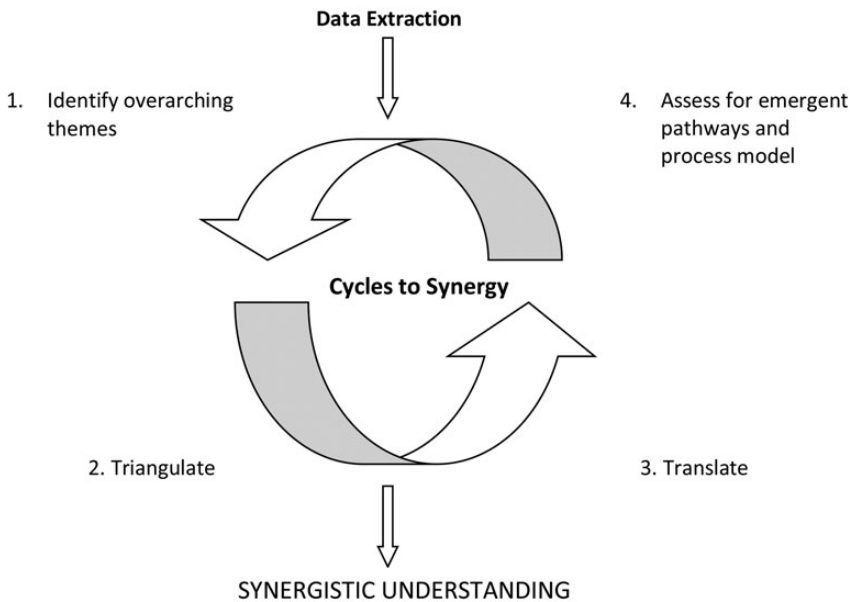 Data Extraction
1. Identify overarching
themes
4. Assess for emergent
pathways and
process model
Cycles to Synergy
2. Triangulate
3. Translate
SYNERGISTIC UNDERSTANDING